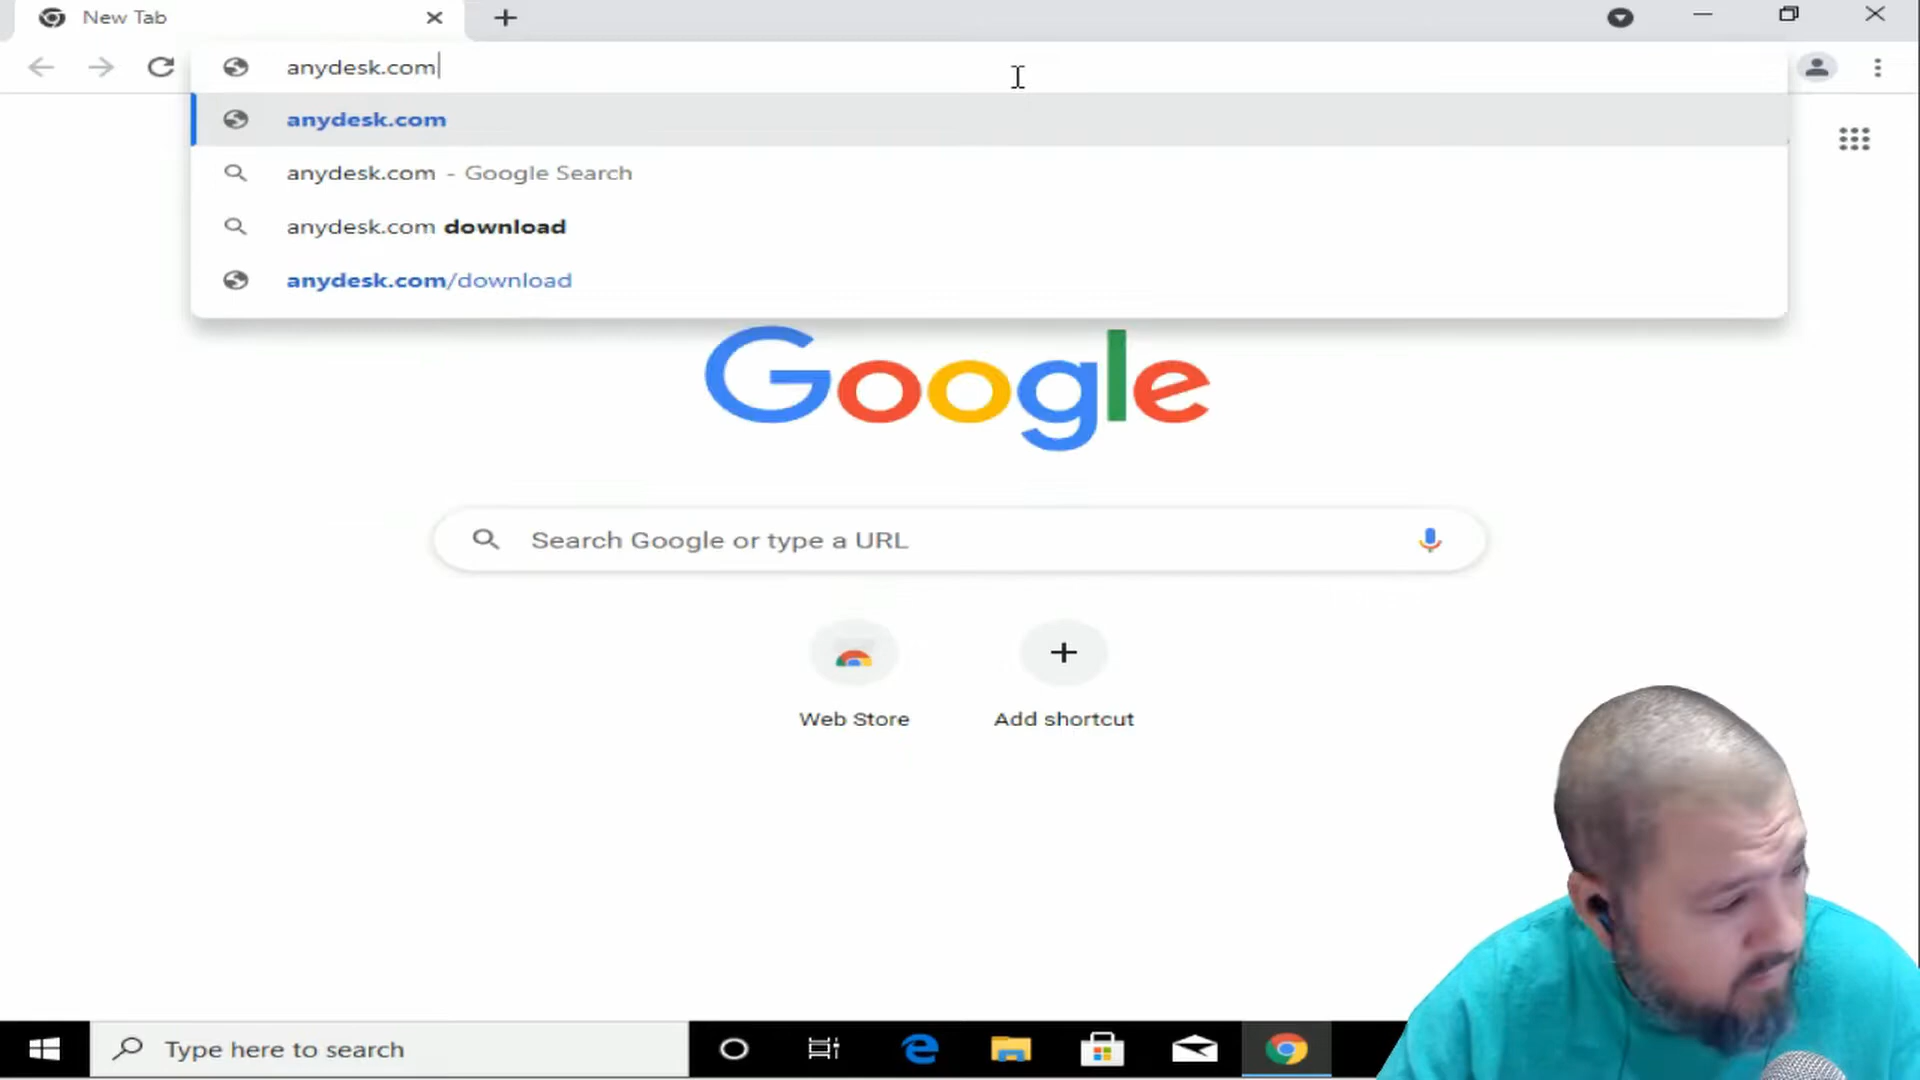 New Tab
anydesk.com
anydesk.com
anydesk.com - Google Search
anydesk.com download
anydesk.com/download
Google
Search Google or type a URL
Web Store
Add shortcut
Type here to search